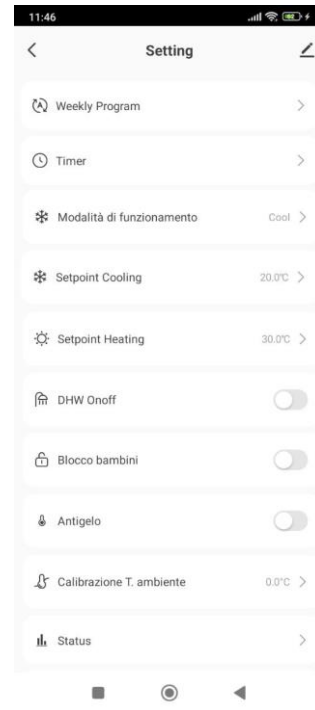 11:46
Setting
Weekly Program
Timer
Modalità di funzionamento Cool
Setpoint Cooling 20.0℃
Setpoint Heating 30.0℃
DHW Onoff
Blocco bambini
Antigelo
Calibrazione T. ambiente 0.0°C
Status